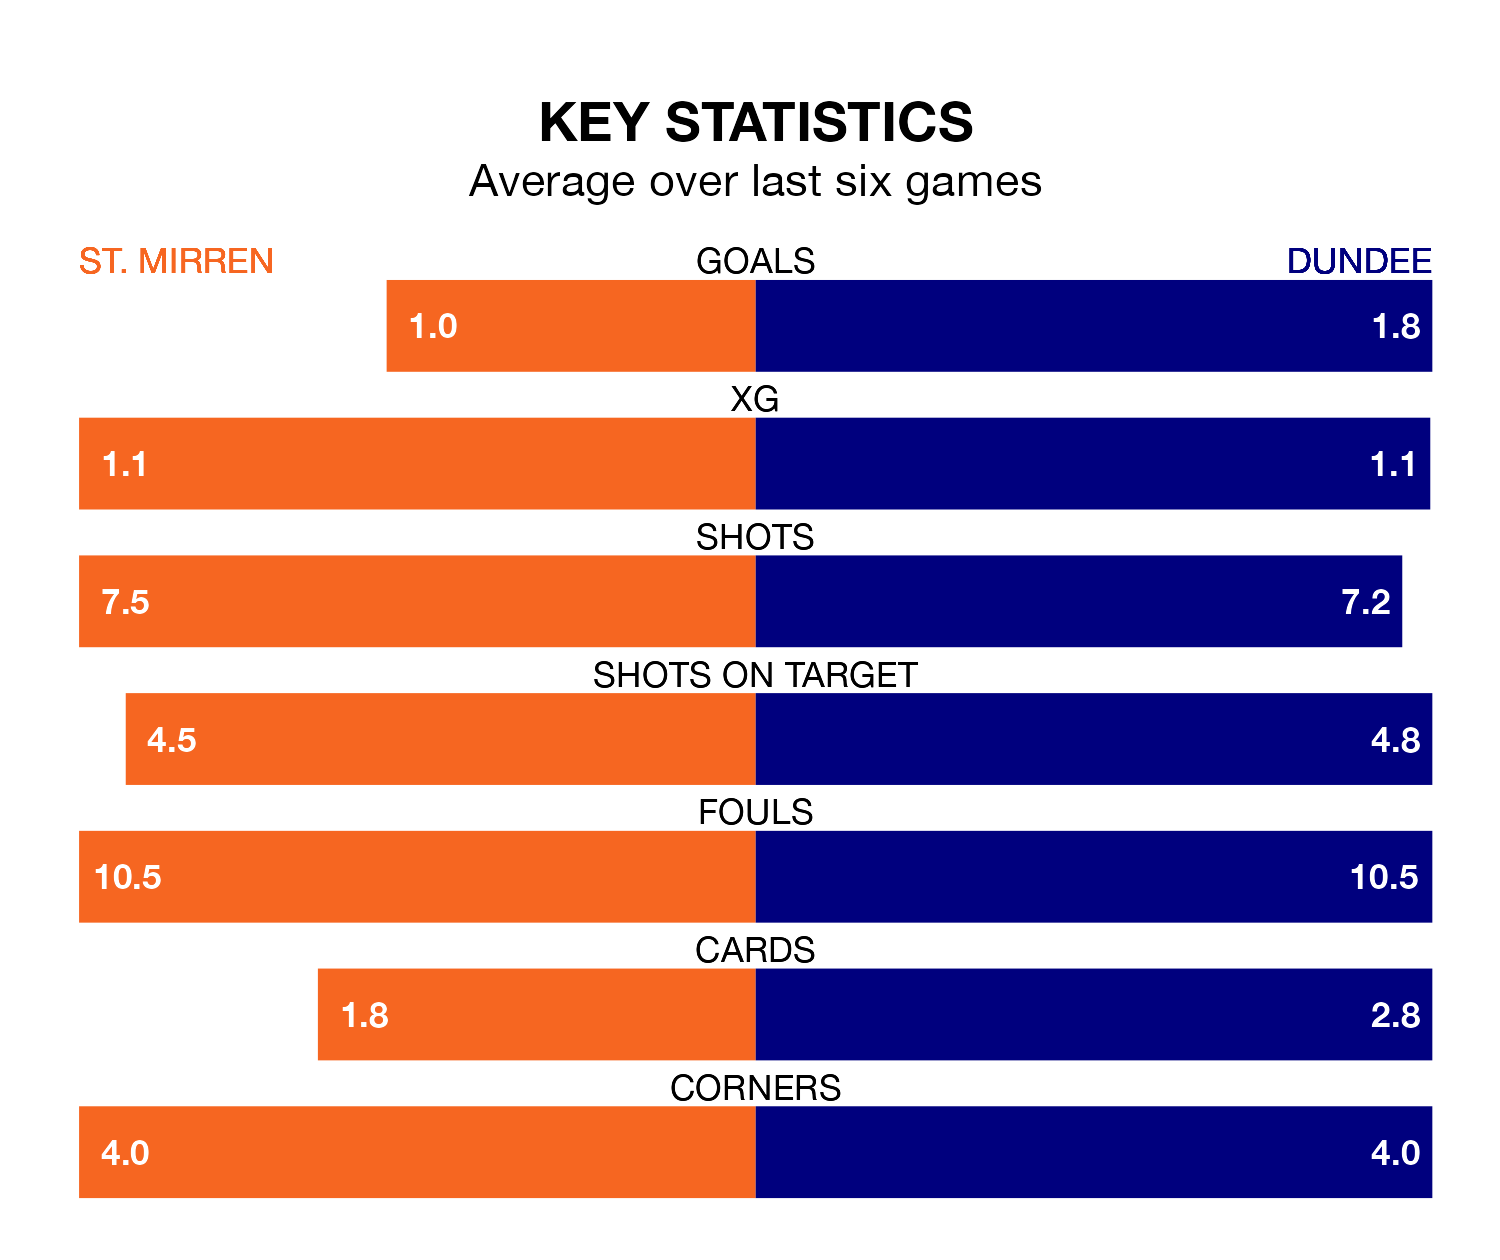 KEY STATISTICS
Average over last six games
ST. MIRREN GOALS DUNDEE
1.0 1.8
XG
1.1 1.1
SHOTS
7.5 7.2
SHOTS ON TARGET
4.5 4.8
FOULS
10.5 10.5
CARDS
1.8 2.8
CORNERS
4.0 4.0